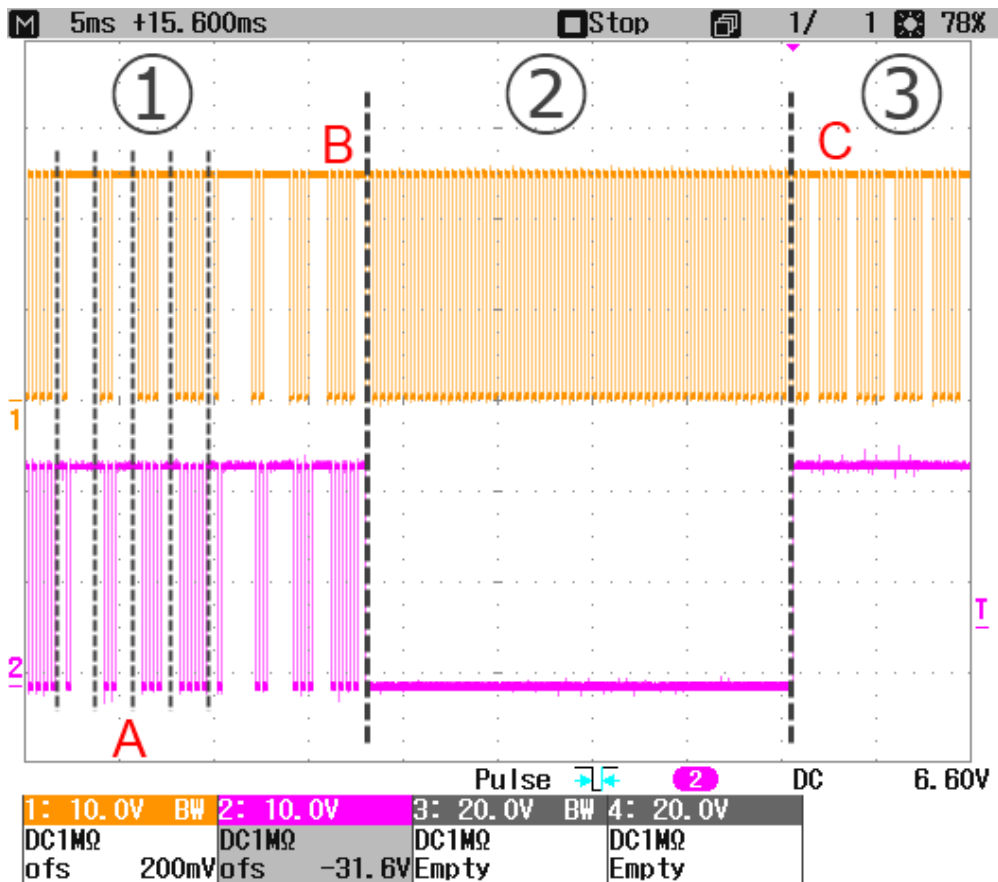 M 5ms +15.600ms Stop 1/ 1 78%
① ② ③
B C
1
2
T
A
Pulse 2 DC 6.60V
1: 10.0V BW 2: 10.0V 3: 20.0V BW 4: 20.0V
DC1MΩ DC1MΩ DC1MΩ DC1MΩ
ofs 200mV ofs -31.6V Empty Empty